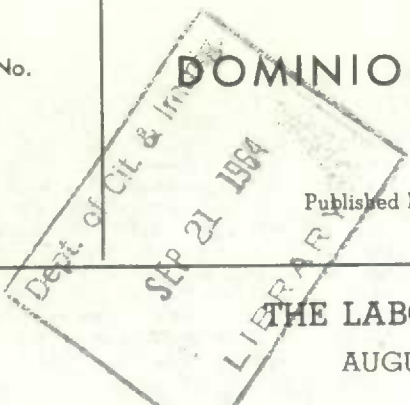 No.
DOMINIO
Dept. of Cit. & Imm.
SEP 21 1964
LIBRARY
Published
THE LABO
AUGU